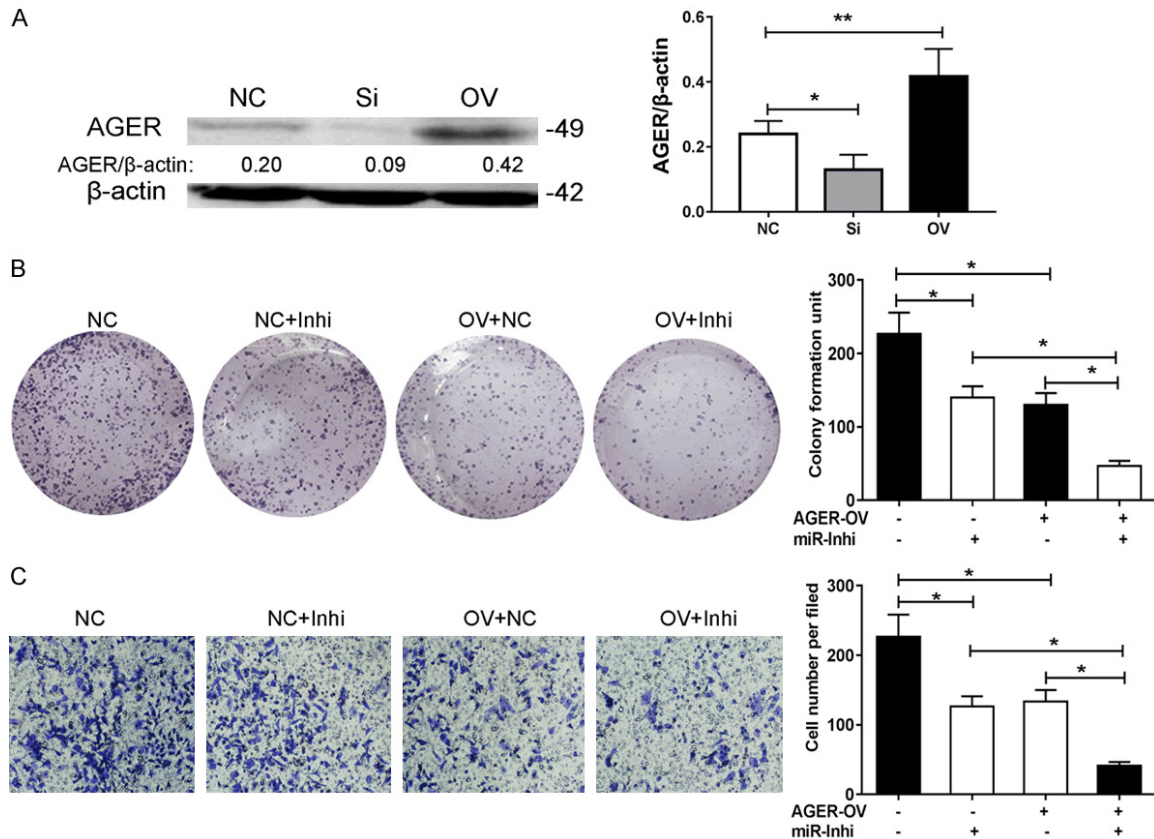 A
NC Si OV
AGER -49
AGER/β-actin: 0.20 0.09 0.42
β-actin -42
AGER/β-actin
0.6
0.4
0.2
0.0
**
*
NC Si OV
B
NC NC+Inhi OV+NC OV+Inhi
Colony formation unit
300
200
100
0
*
*
*
*
AGER-OV - - + +
miR-Inhi - + - +
C
NC NC+Inhi OV+NC OV+Inhi
Cell number per filed
300
200
100
0
*
*
*
*
AGER-OV - - + +
miR-Inhi - + - +